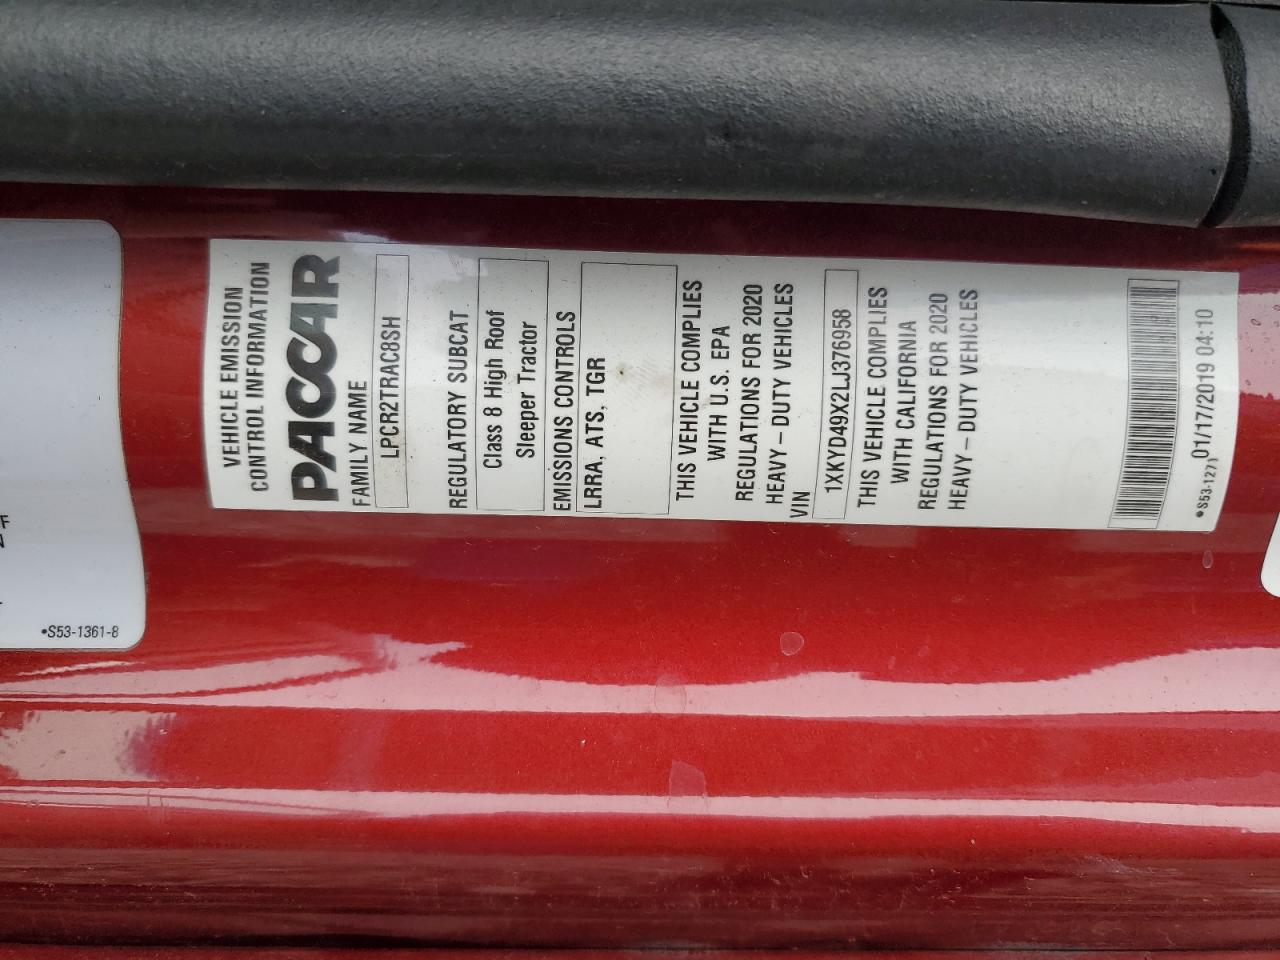 VEHICLE EMISSION
CONTROL INFORMATION
PACCAR
FAMILY NAME
LPCR2TRAC8SH
REGULATORY SUBCAT
Class 8 High Roof
Sleeper Tractor
EMISSIONS CONTROLS
LRRA, ATS, TGR
THIS VEHICLE COMPLIES
WITH U.S. EPA
REGULATIONS FOR 2020
HEAVY – DUTY VEHICLES
VIN
1XKYD49X2LJ376958
THIS VEHICLE COMPLIES
WITH CALIFORNIA
REGULATIONS FOR 2020
HEAVY – DUTY VEHICLES
•S53-1271 01/17/2019 04:10
•S53-1361-8